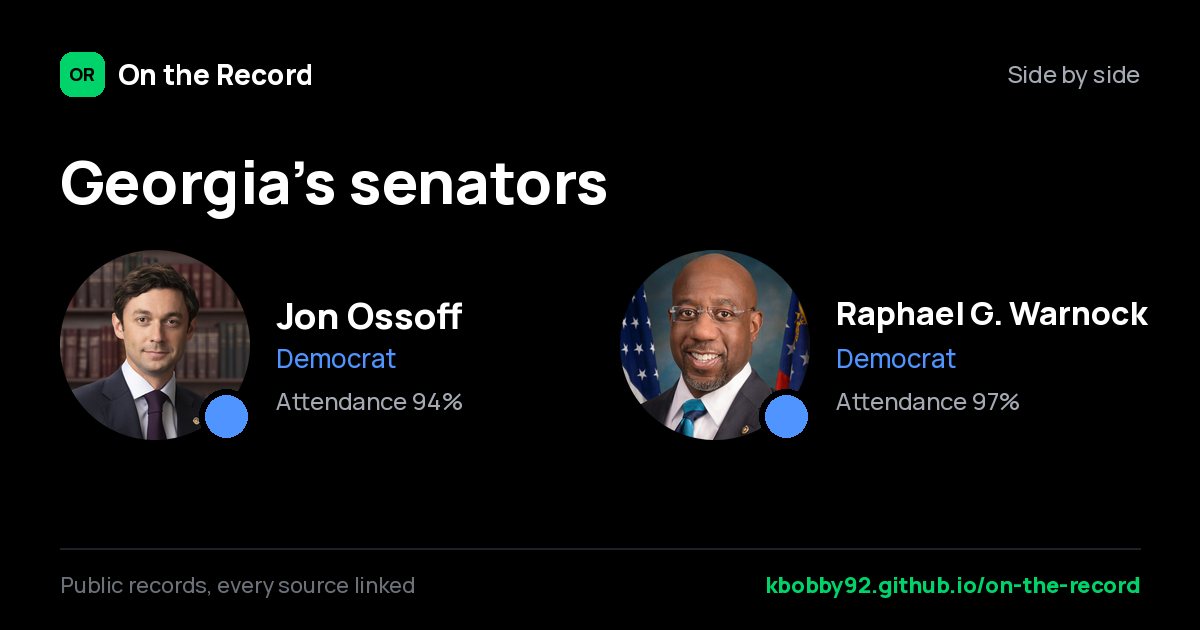 OR On the Record
Side by side
Georgia’s senators
Jon Ossoff
Democrat
Attendance 94%
Raphael G. Warnock
Democrat
Attendance 97%
Public records, every source linked
kbobby92.github.io/on-the-record